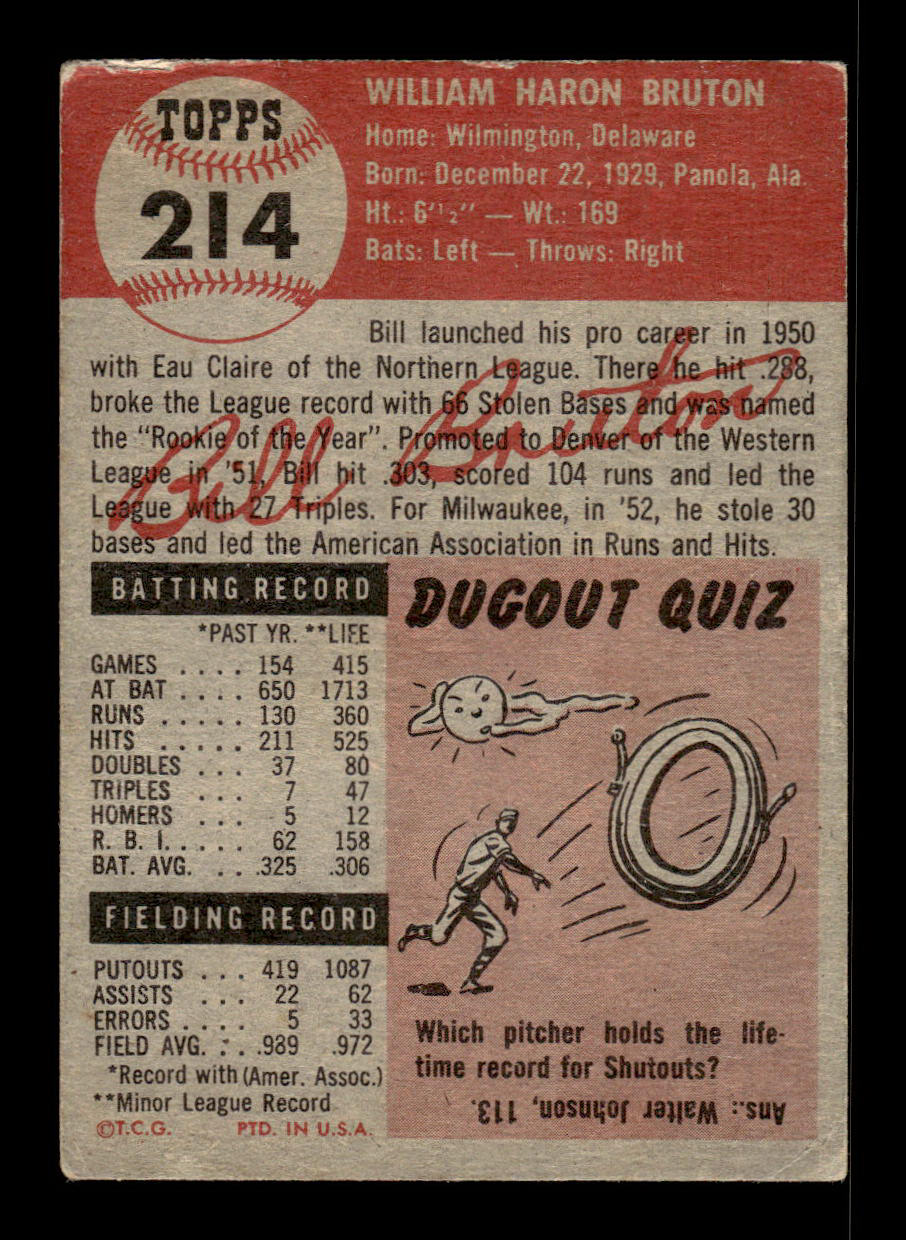 TOPPS
214
WILLIAM HARON BRUTON
Home: Wilmington, Delaware
Born: December 22, 1929, Panola, Ala.
Ht.: 6'½" — Wt.: 169
Bats: Left — Throws: Right
Bill launched his pro career in 1950
with Eau Claire of the Northern League. There he hit .288,
broke the League record with 66 Stolen Bases and was named
the "Rookie of the Year". Promoted to Denver of the Western
League in '51, Bill hit .303, scored 104 runs and led the
League with 27 Triples. For Milwaukee, in '52, he stole 30
bases and led the American Association in Runs and Hits.
Bill Bruton
BATTING RECORD
*PAST YR. **LIFE
GAMES .... 154 415
AT BAT .... 650 1713
RUNS ..... 130 360
HITS ..... 211 525
DOUBLES ... 37 80
TRIPLES ... 7 47
HOMERS ... 5 12
R. B. I. .... 62 158
BAT. AVG. ... .325 .306
FIELDING RECORD
PUTOUTS ... 419 1087
ASSISTS ... 22 62
ERRORS .... 5 33
FIELD AVG. .. .989 .972
*Record with (Amer. Assoc.)
**Minor League Record
©T.C.G. PTD. IN U.S.A.
DUGOUT QUIZ
Which pitcher holds the life-
time record for Shutouts?
Ans.: Walter Johnson, 113.